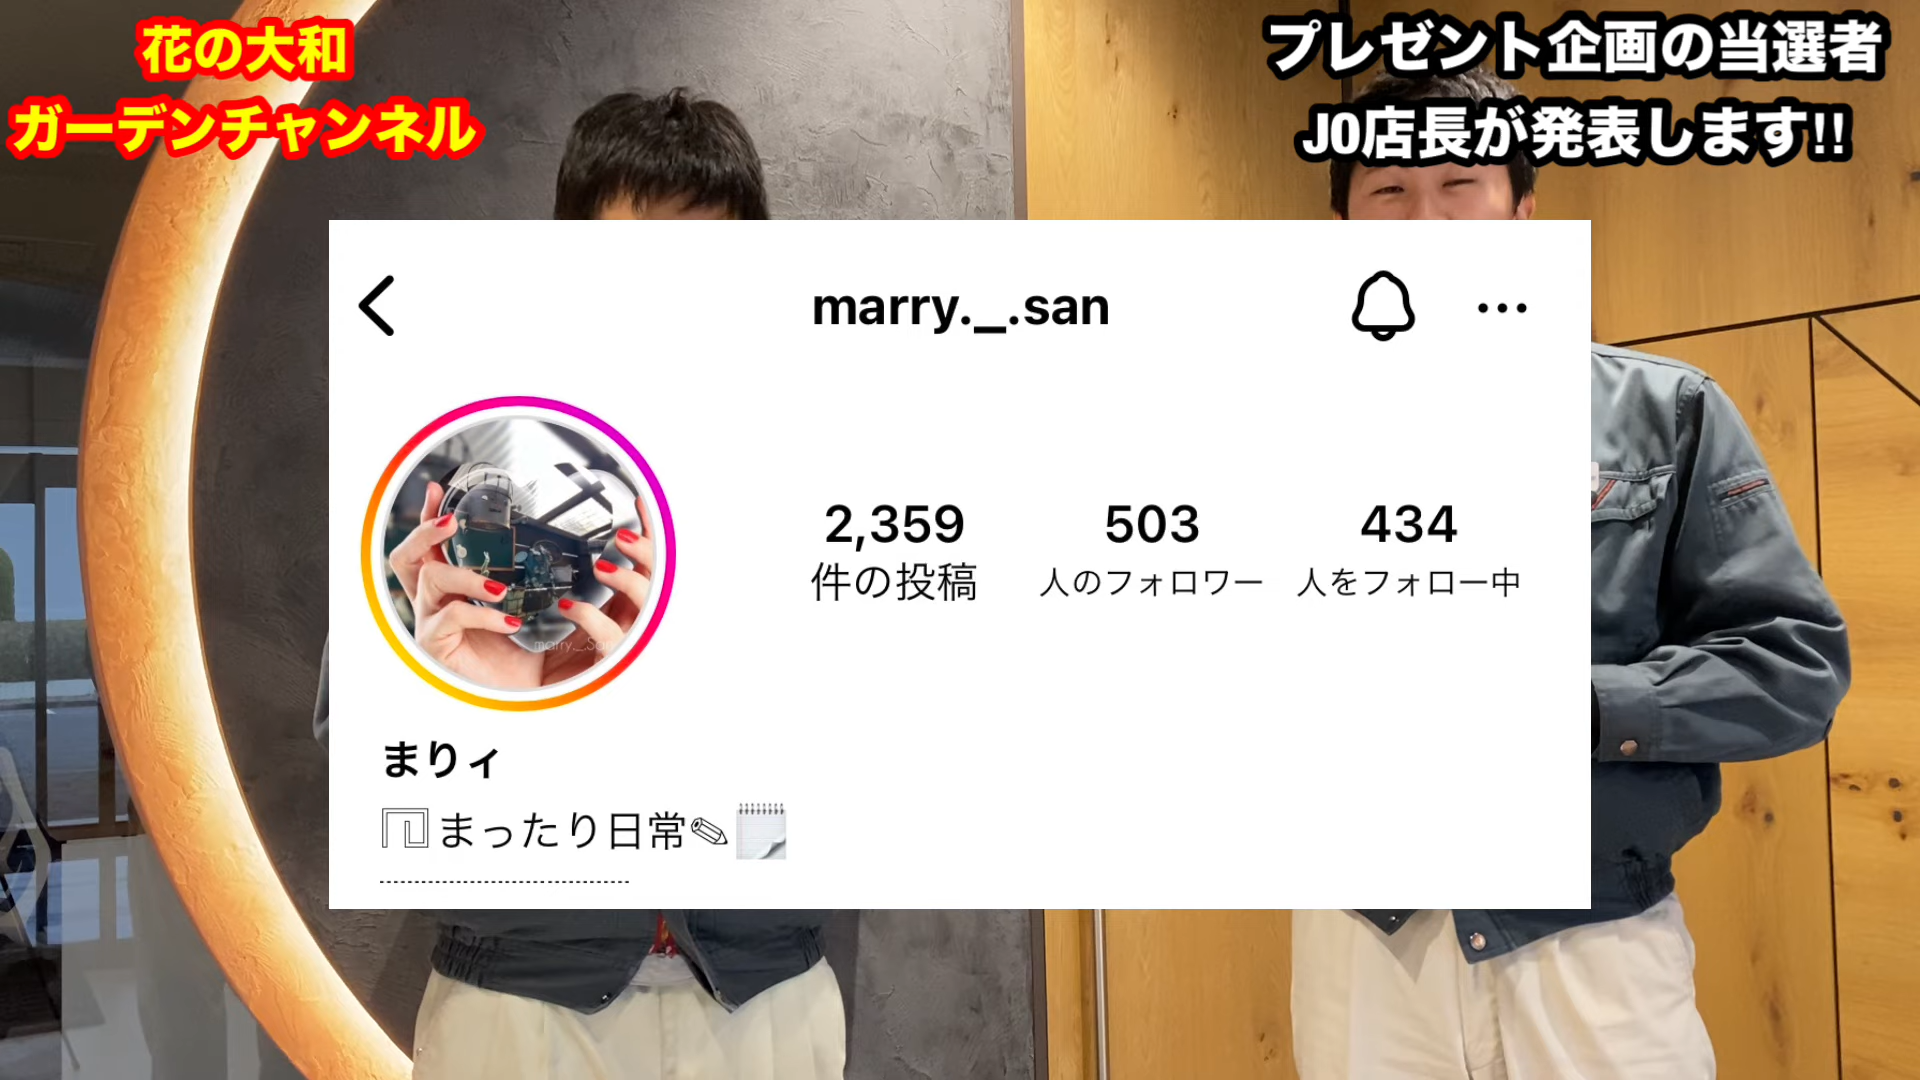 花の大和
ガーデンチャンネル
プレゼント企画の当選者
JO店長が発表します!!
marry._.san
2,359
件の投稿
503
人のフォロワー
434
人をフォロー中
marry._.San
まりィ
まったり日常✎🗒